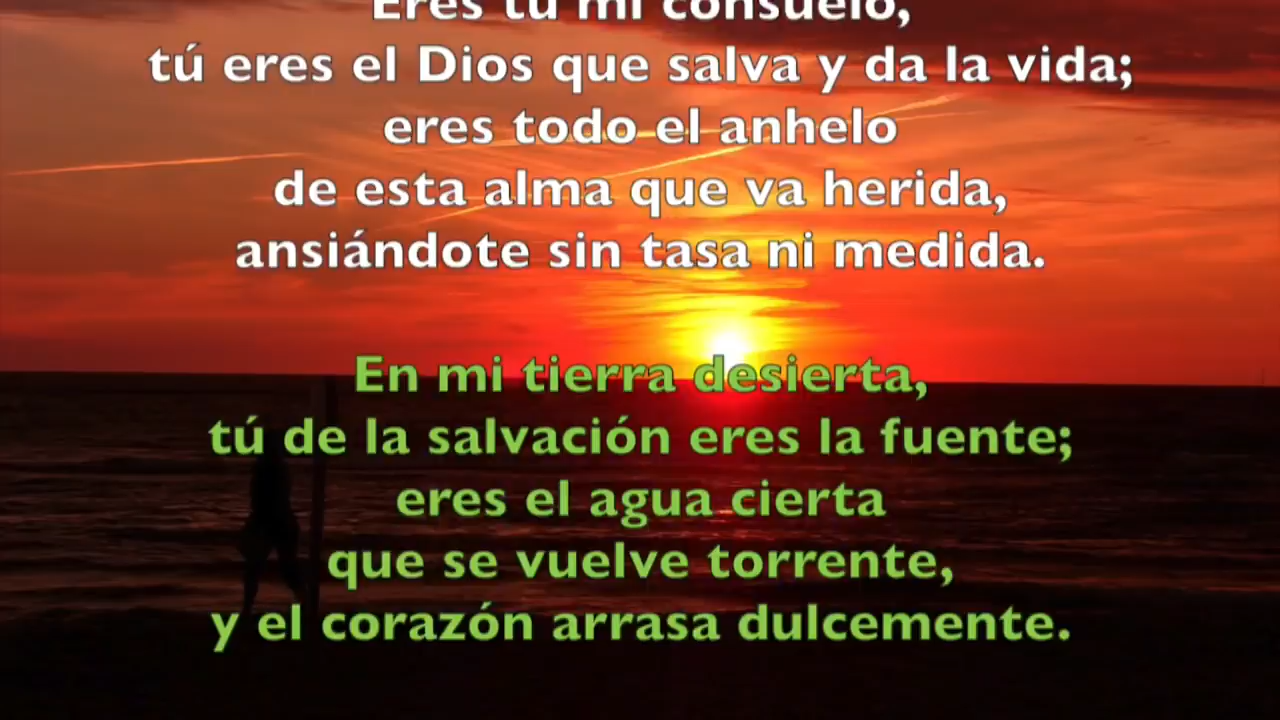 Eres tú mi consuelo,
tú eres el Dios que salva y da la vida;
eres todo el anhelo
de esta alma que va herida,
ansiándote sin tasa ni medida.
En mi tierra desierta,
tú de la salvación eres la fuente;
eres el agua cierta
que se vuelve torrente,
y el corazón arrasa dulcemente.